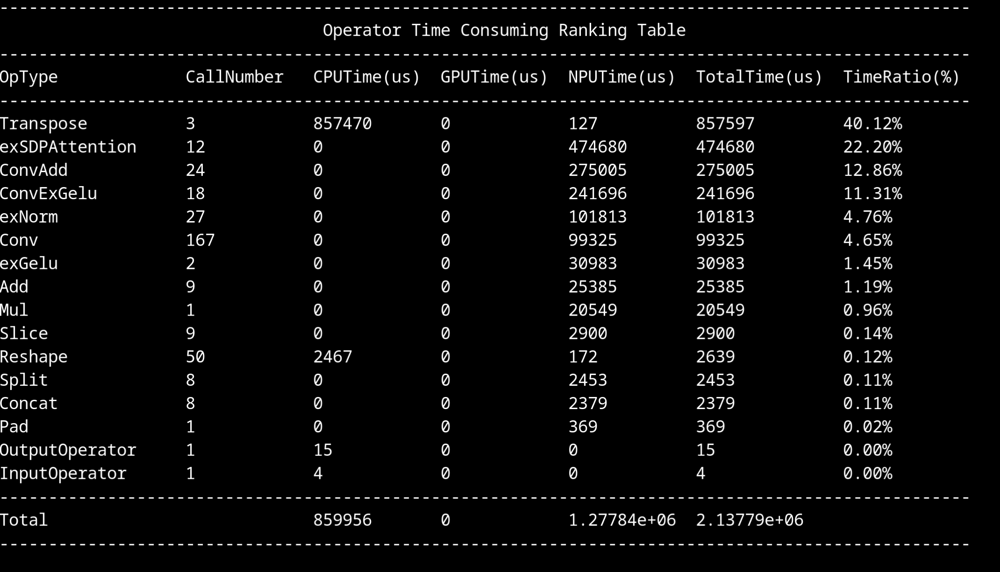 Operator Time Consuming Ranking Table
OpType CallNumber CPUTime(us) GPUTime(us) NPUTime(us) TotalTime(us) TimeRatio(%)
Transpose 3 857470 0 127 857597 40.12%
exSDPAttention 12 0 0 474680 474680 22.20%
ConvAdd 24 0 0 275005 275005 12.86%
ConvExGelu 18 0 0 241696 241696 11.31%
exNorm 27 0 0 101813 101813 4.76%
Conv 167 0 0 99325 99325 4.65%
exGelu 2 0 0 30983 30983 1.45%
Add 9 0 0 25385 25385 1.19%
Mul 1 0 0 20549 20549 0.96%
Slice 9 0 0 2900 2900 0.14%
Reshape 50 2467 0 172 2639 0.12%
Split 8 0 0 2453 2453 0.11%
Concat 8 0 0 2379 2379 0.11%
Pad 1 0 0 369 369 0.02%
OutputOperator 1 15 0 0 15 0.00%
InputOperator 1 4 0 0 4 0.00%
Total 859956 0 1.27784e+06 2.13779e+06